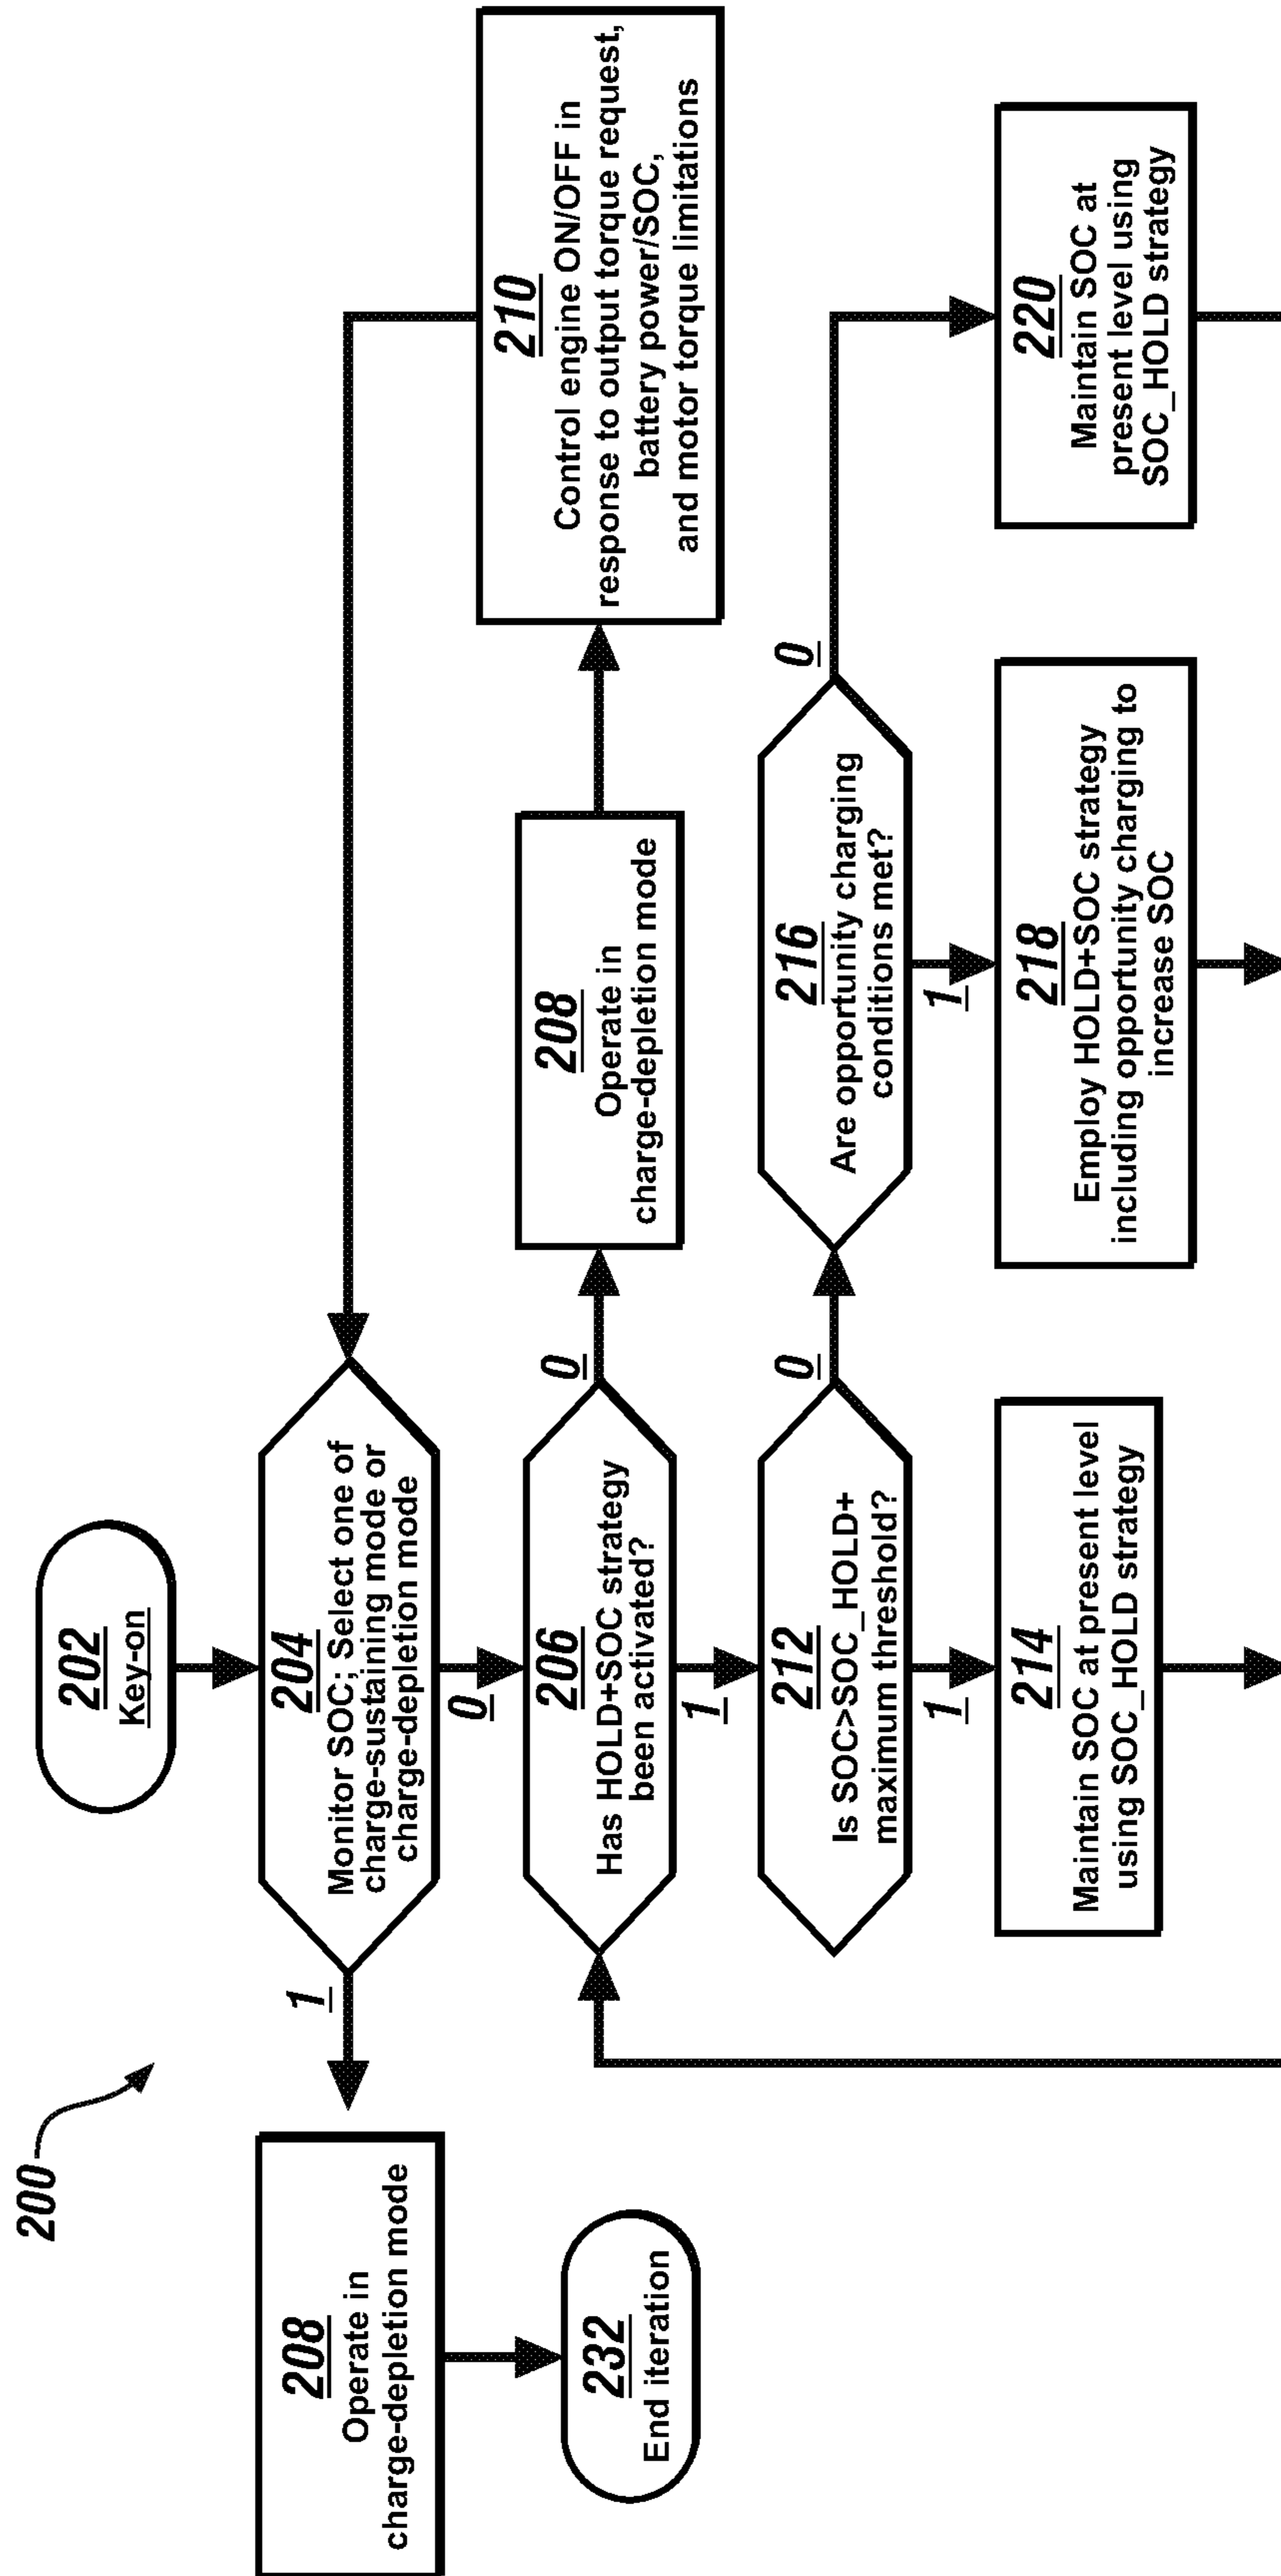 200
202
Key-on
204
Monitor SOC; Select one of
charge-sustaining mode or
charge-depletion mode
1
0
208
Operate in
charge-depletion mode
232
End iteration
206
Has HOLD+SOC strategy
been activated?
0
1
208
Operate in
charge-depletion mode
210
Control engine ON/OFF in
response to output torque request,
battery power/SOC,
and motor torque limitations
212
Is SOC>SOC_HOLD+
maximum threshold?
0
1
216
Are opportunity charging
conditions met?
0
1
214
Maintain SOC at present level
using SOC_HOLD strategy
218
Employ HOLD+SOC strategy
including opportunity charging to
increase SOC
220
Maintain SOC at
present level using
SOC_HOLD strategy